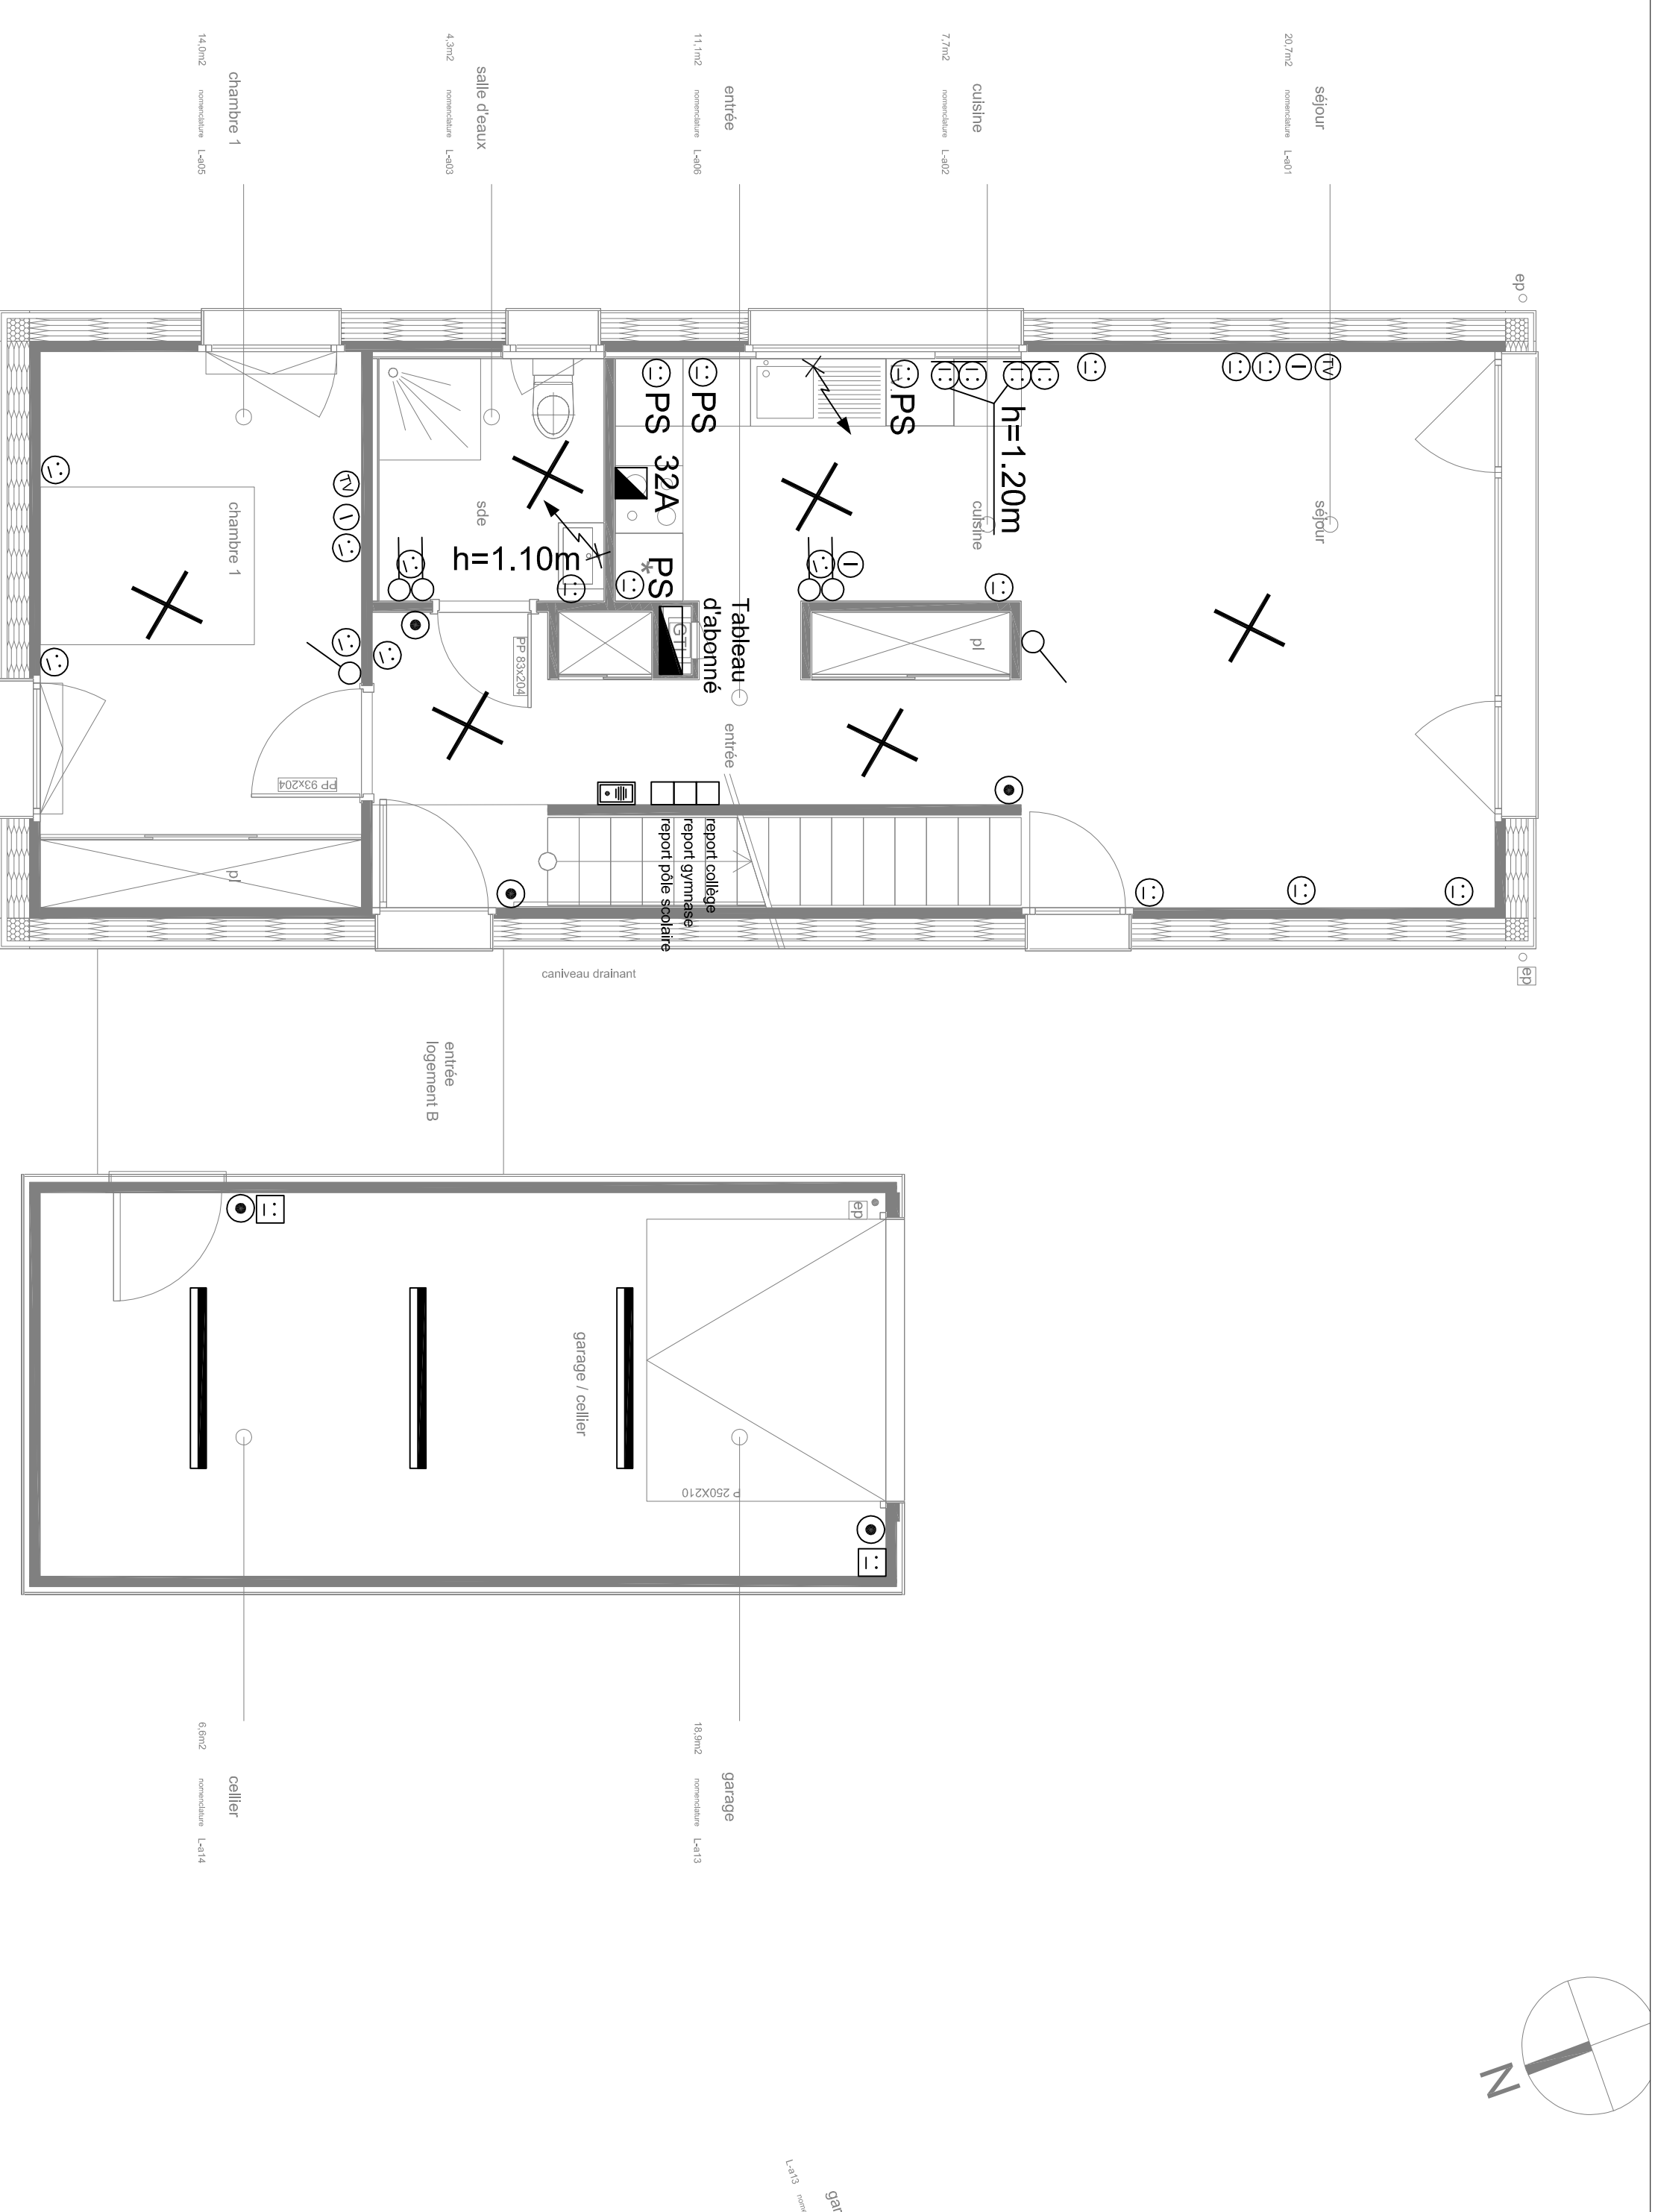 séjour
20,7m2 nomenclature L-a01
cuisine
7,7m2 nomenclature L-a02
entrée
11,1m2 nomenclature L-a06
salle d'eaux
4,3m2 nomenclature L-a03
chambre 1
14,0m2 nomenclature L-a05
ep
TV
séjour
h=1.20m
cuisine
PS
PS
PS
32A
PS
*
h=1.10m
sde
TV
chambre 1
pl
Tableau
d'abonné
GTL
PP 83x204
entrée
PP 93x204
pl
report collège
report gymnase
report pôle scolaire
caniveau drainant
ep
entrée
logement B
ep
garage / cellier
P 250X210
garage
18,9m2 nomenclature L-a13
cellier
6,6m2 nomenclature L-a14
N
L-a13